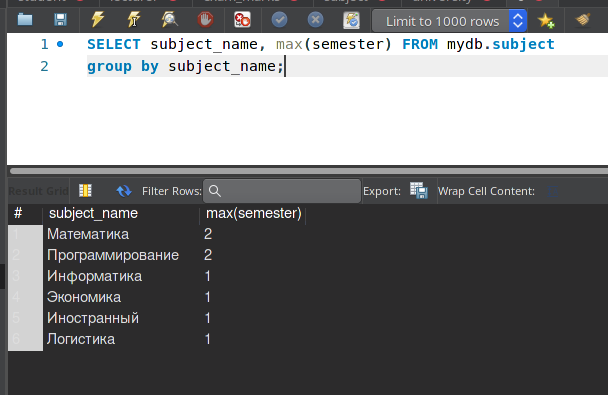 Limit to 1000 rows
1 SELECT subject_name, max(semester) FROM mydb.subject
2 group by subject_name;
Result Grid Filter Rows: Export: Wrap Cell Content:
# subject_name max(semester)
1 Математика 2
2 Программирование 2
3 Информатика 1
4 Экономика 1
5 Иностранный 1
6 Логистика 1